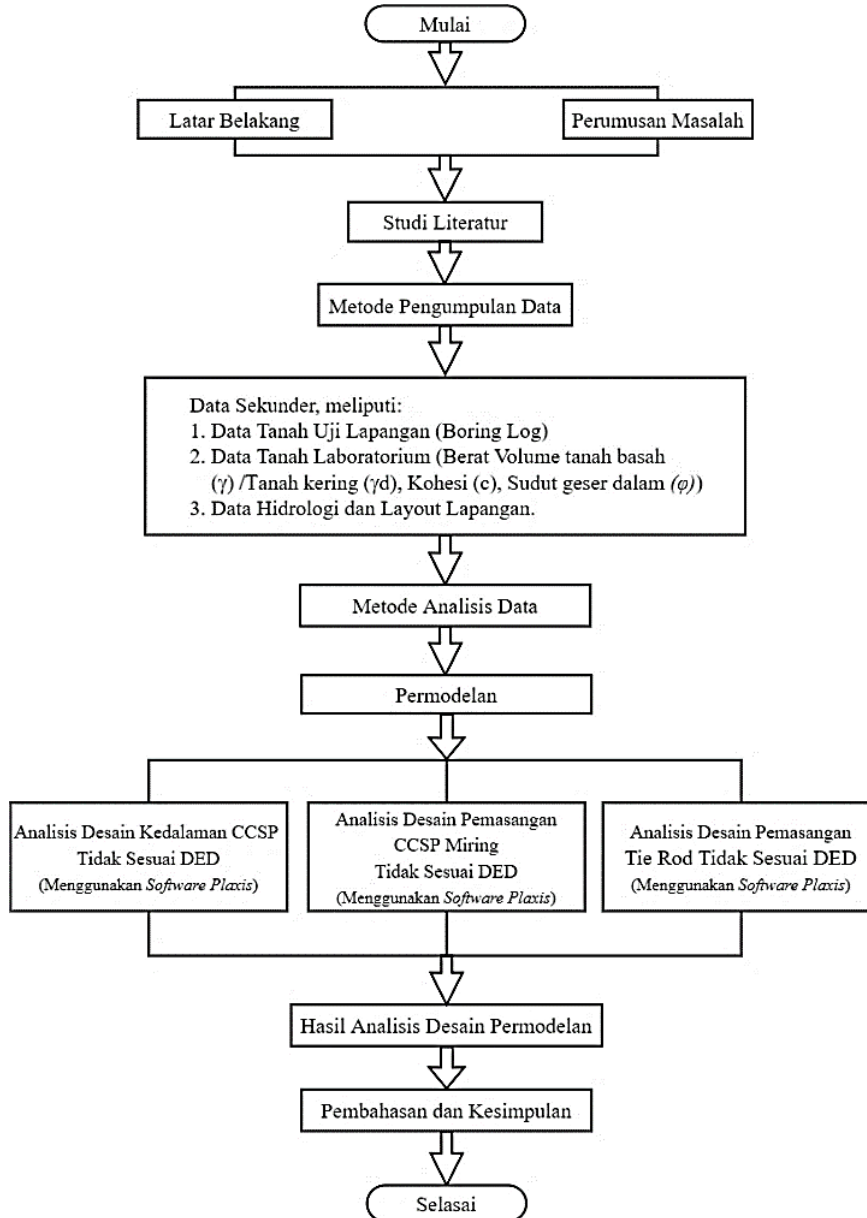 Mulai
Latar Belakang
Perumusan Masalah
Studi Literatur
Metode Pengumpulan Data
Data Sekunder, meliputi:
1. Data Tanah Uji Lapangan (Boring Log)
2. Data Tanah Laboratorium (Berat Volume tanah basah
(γ) /Tanah kering (γd), Kohesi (c), Sudut geser dalam (φ))
3. Data Hidrologi dan Layout Lapangan.
Metode Analisis Data
Permodelan
Analisis Desain Kedalaman CCSP
Tidak Sesuai DED
(Menggunakan Software Plaxis)
Analisis Desain Pemasangan
CCSP Miring
Tidak Sesuai DED
(Menggunakan Software Plaxis)
Analisis Desain Pemasangan
Tie Rod Tidak Sesuai DED
(Menggunakan Software Plaxis)
Hasil Analisis Desain Permodelan
Pembahasan dan Kesimpulan
Selasai